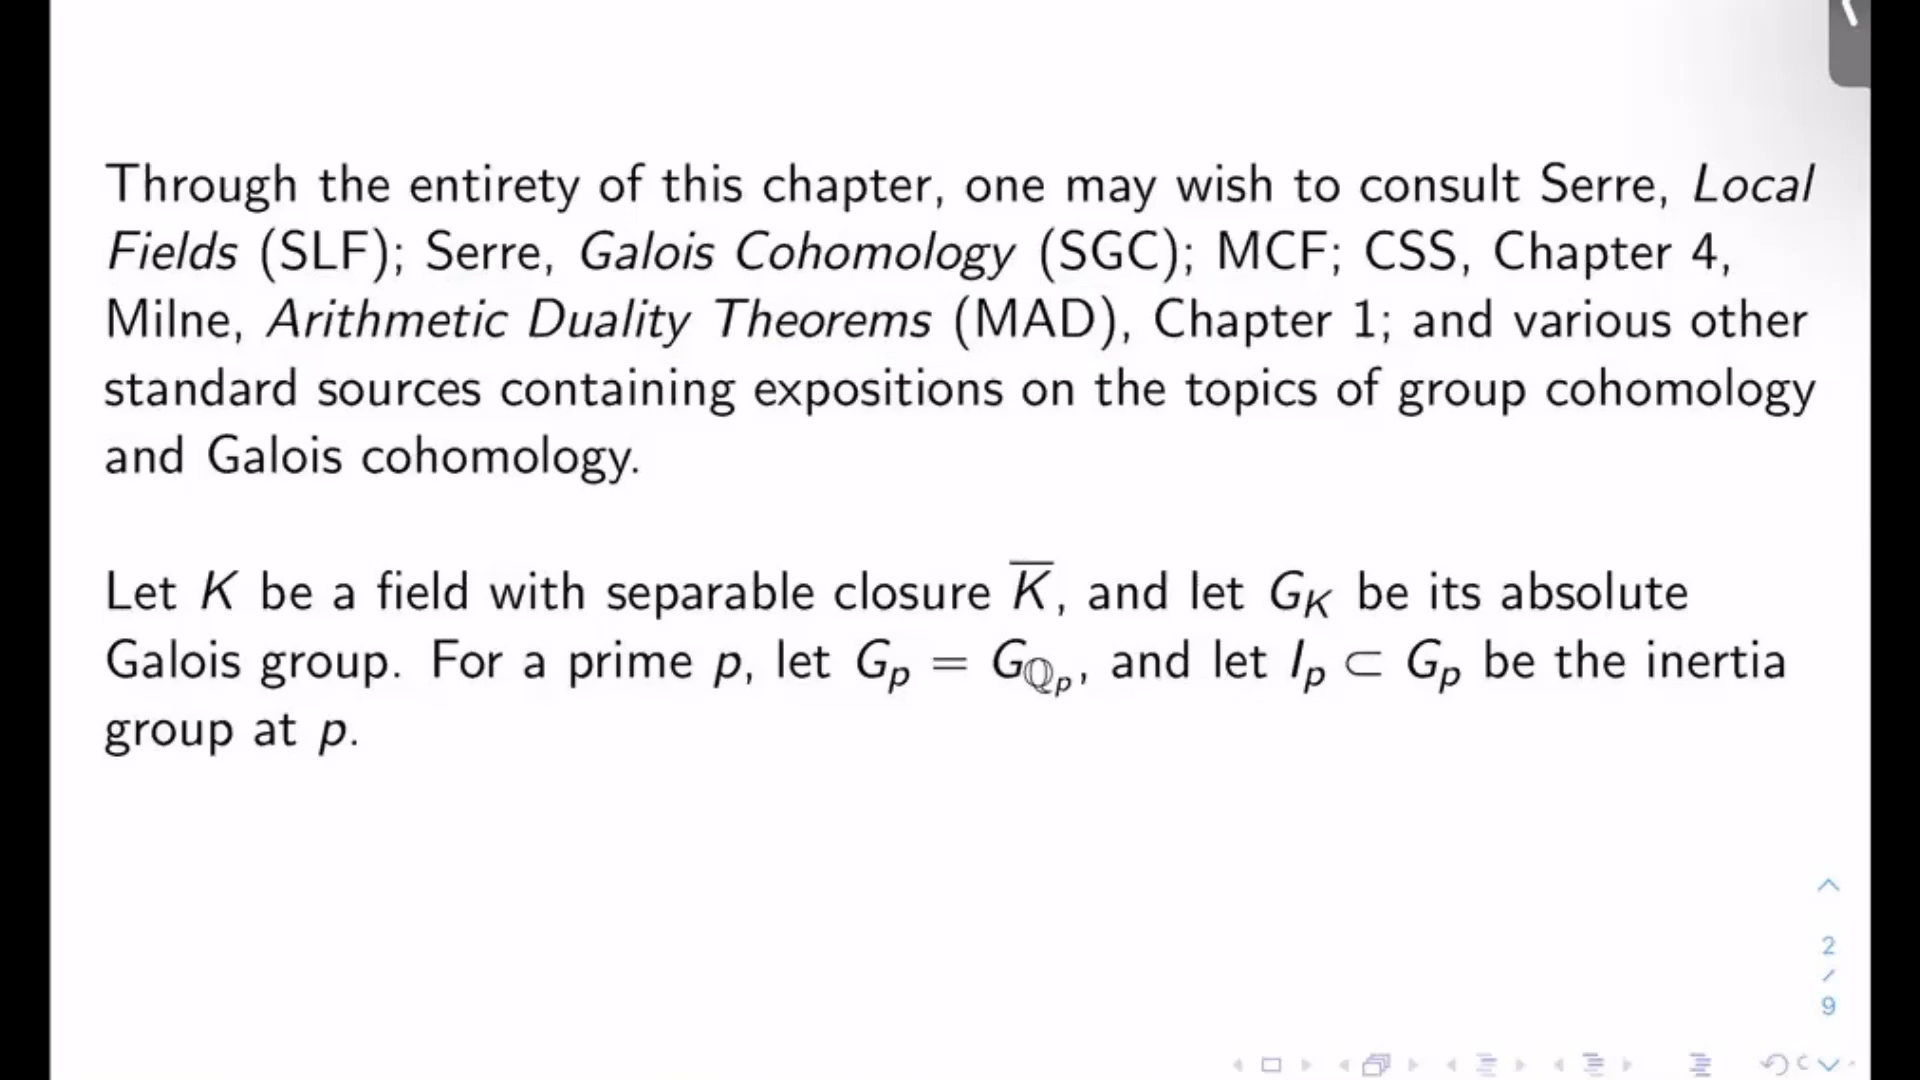 Through the entirety of this chapter, one may wish to consult Serre, Local
Fields (SLF); Serre, Galois Cohomology (SGC); MCF; CSS, Chapter 4,
Milne, Arithmetic Duality Theorems (MAD), Chapter 1; and various other
standard sources containing expositions on the topics of group cohomology
and Galois cohomology.
Let K be a field with separable closure K̅, and let G_K be its absolute
Galois group. For a prime p, let G_p = G_{ℚ_p}, and let I_p ⊂ G_p be the inertia
group at p.
2
/
9